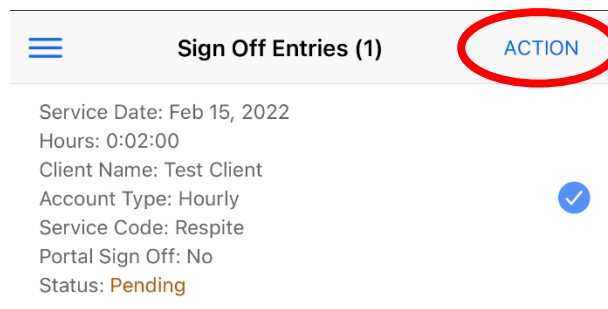 Sign Off Entries (1) ACTION
Service Date: Feb 15, 2022
Hours: 0:02:00
Client Name: Test Client
Account Type: Hourly
Service Code: Respite
Portal Sign Off: No
Status: Pending